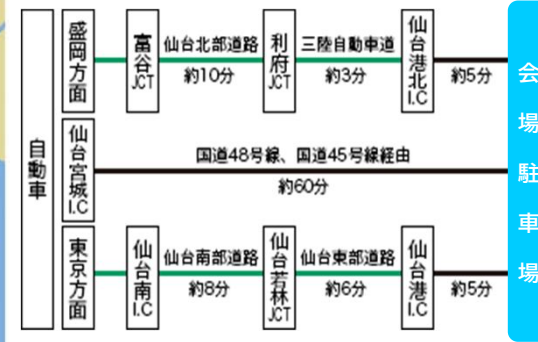 自動車
盛岡方面
富谷JCT
仙台北部道路
約10分
利府JCT
三陸自動車道
約3分
仙台港北I.C
約5分
仙台宮城I.C
国道48号線、国道45号線経由
約60分
東京方面
仙台南I.C
仙台南部道路
約8分
仙台若林JCT
仙台東部道路
約6分
仙台港I.C
約5分
会場駐車場